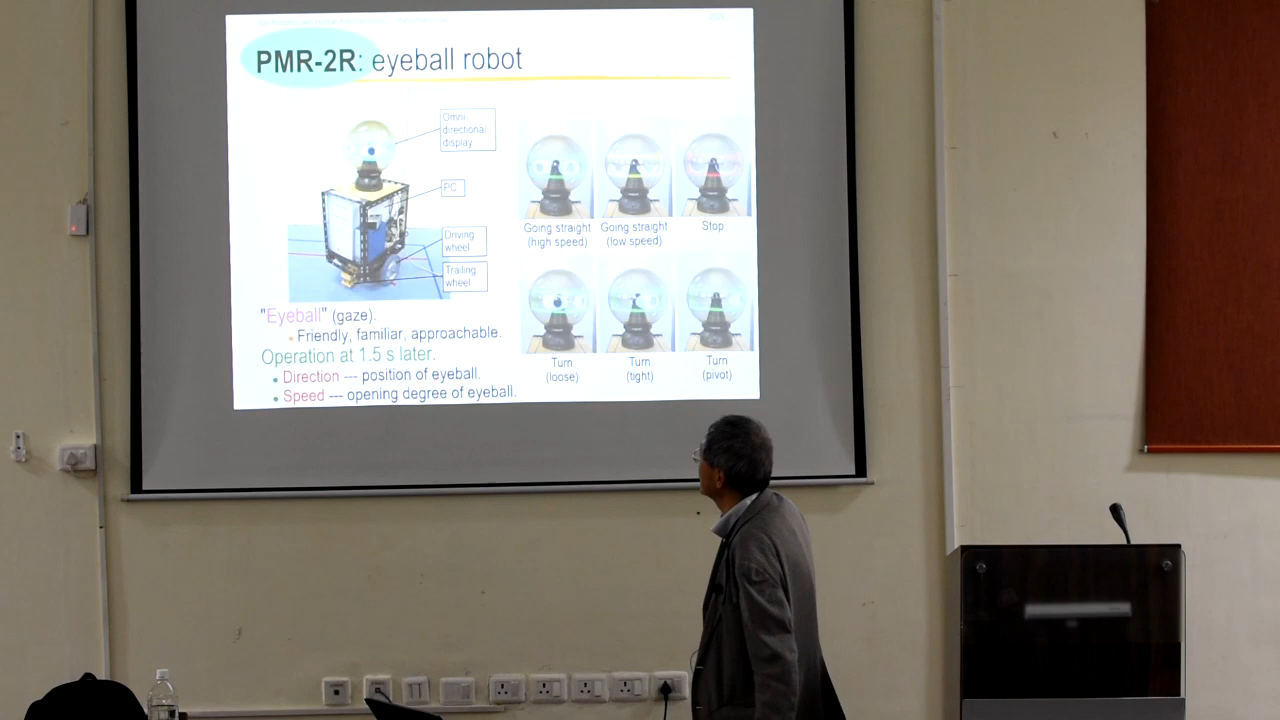 PMR-2R: eyeball robot
Omni
directional
display
PC
Driving
wheel
Trailing
wheel
Going straight
(high speed)
Going straight
(low speed)
Stop
Turn
(loose)
Turn
(tight)
Turn
(pivot)
"Eyeball" (gaze).
Friendly, familiar, approachable.
Operation at 1.5 s later.
Direction --- position of eyeball.
Speed --- opening degree of eyeball.